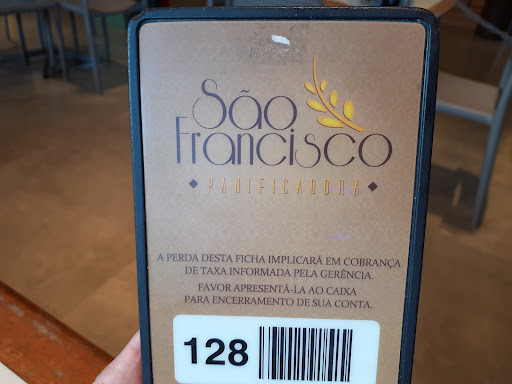 São
Francisco
PANIFICADORA
A PERDA DESTA FICHA IMPLICARÁ EM COBRANÇA
DE TAXA INFORMADA PELA GERÊNCIA.
FAVOR APRESENTÁ-LA AO CAIXA
PARA ENCERRAMENTO DE SUA CONTA.
128